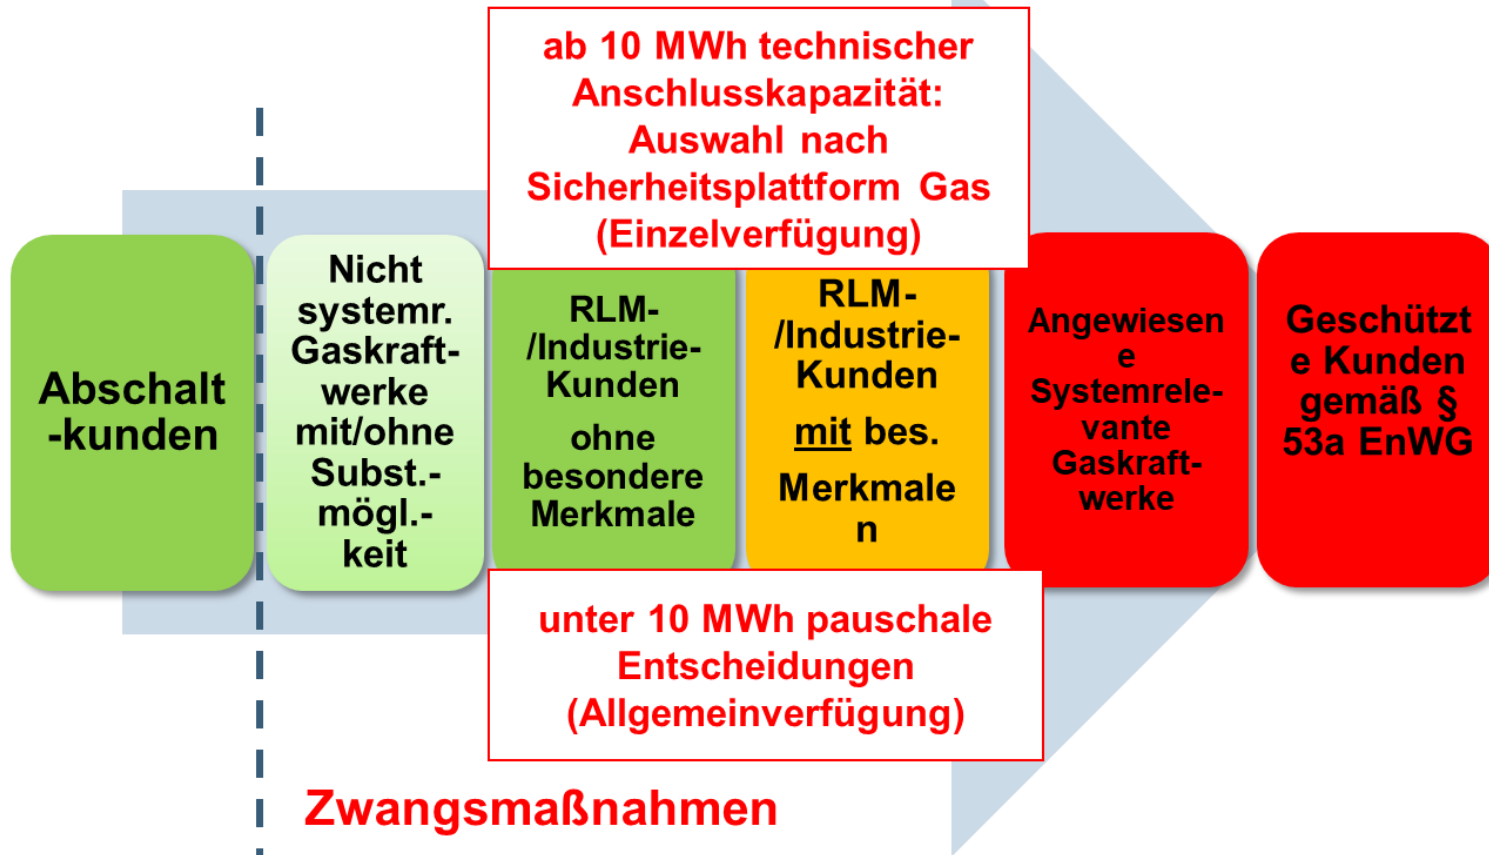 ab 10 MWh technischer
Anschlusskapazität:
Auswahl nach
Sicherheitsplattform Gas
(Einzelverfügung)
Abschalt
-kunden
Nicht
systemr.
Gaskraft-
werke
mit/ohne
Subst.-
mögl.-
keit
RLM-
/Industrie-
Kunden
ohne
besondere
Merkmale
RLM-
/Industrie-
Kunden
mit bes.
Merkmale
n
Angewiesen
e
Systemrele-
vante
Gaskraft-
werke
Geschützt
e Kunden
gemäß §
53a EnWG
unter 10 MWh pauschale
Entscheidungen
(Allgemeinverfügung)
Zwangsmaßnahmen